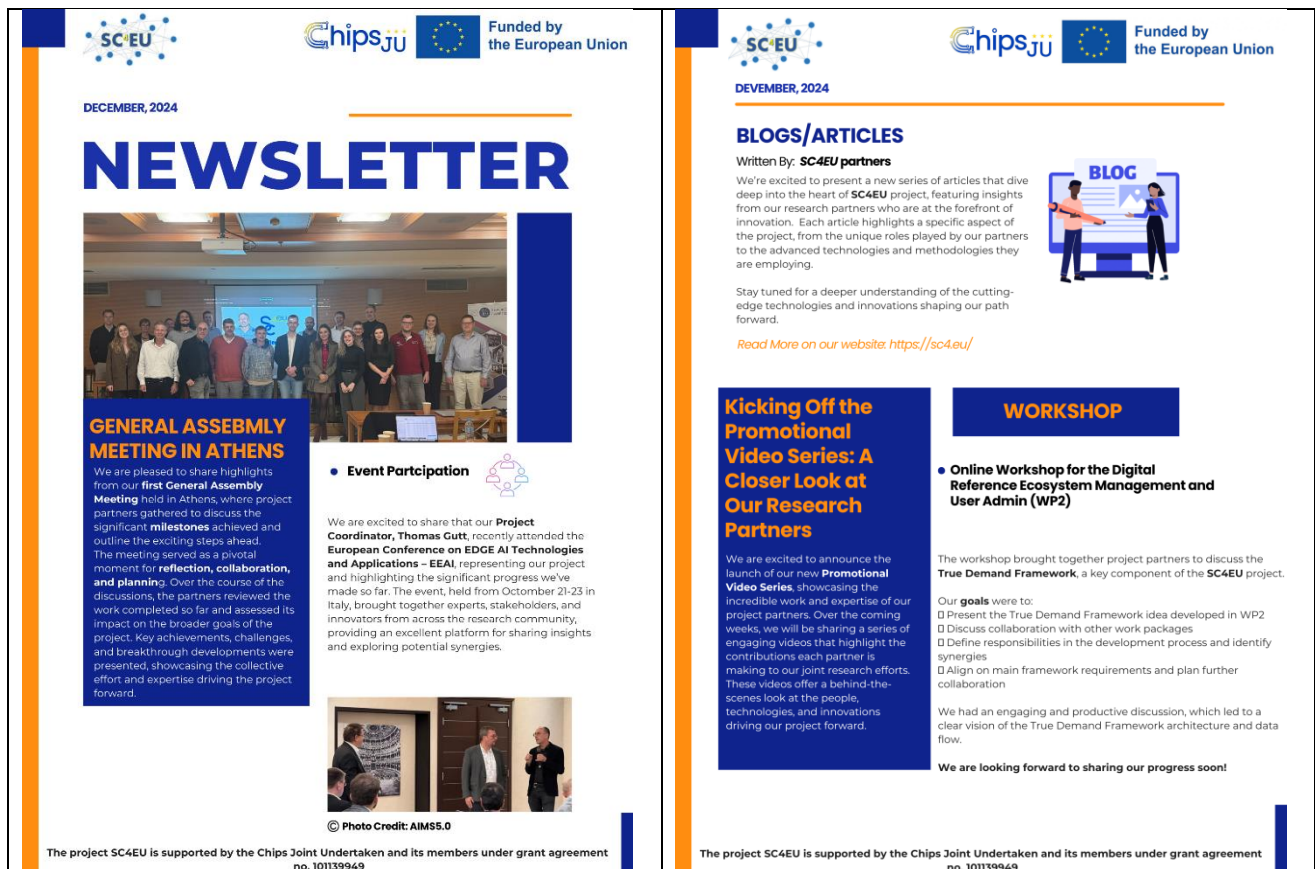 SC4EU
ChipsJU
Funded by
the European Union
DECEMBER, 2024
NEWSLETTER
GENERAL ASSEBMLY
MEETING IN ATHENS
We are pleased to share highlights
from our first General Assembly
Meeting held in Athens, where project
partners gathered to discuss the
significant milestones achieved and
outline the exciting steps ahead.
The meeting served as a pivotal
moment for reflection, collaboration,
and planning. Over the course of the
discussions, the partners reviewed the
work completed so far and assessed its
impact on the broader goals of the
project. Key achievements, challenges,
and breakthrough developments were
presented, showcasing the collective
effort and expertise driving the project
forward.
• Event Partcipation
We are excited to share that our Project
Coordinator, Thomas Gutt, recently attended the
European Conference on EDGE AI Technologies
and Applications – EEAI, representing our project
and highlighting the significant progress we've
made so far. The event, held from October 21-23 in
Italy, brought together experts, stakeholders, and
innovators from across the research community,
providing an excellent platform for sharing insights
and exploring potential synergies.
© Photo Credit: AIMS5.0
The project SC4EU is supported by the Chips Joint Undertaken and its members under grant agreement
no. 101139949
SC4EU
ChipsJU
Funded by
the European Union
DEVEMBER, 2024
BLOGS/ARTICLES
Written By: SC4EU partners
We're excited to present a new series of articles that dive
deep into the heart of SC4EU project, featuring insights
from our research partners who are at the forefront of
innovation. Each article highlights a specific aspect of
the project, from the unique roles played by our partners
to the advanced technologies and methodologies they
are employing.
Stay tuned for a deeper understanding of the cutting-
edge technologies and innovations shaping our path
forward.
Read More on our website: https://sc4.eu/
BLOG
Kicking Off the
Promotional
Video Series: A
Closer Look at
Our Research
Partners
We are excited to announce the
launch of our new Promotional
Video Series, showcasing the
incredible work and expertise of our
project partners. Over the coming
weeks, we will be sharing a series of
engaging videos that highlight the
contributions each partner is
making to our joint research efforts.
These videos offer a behind-the-
scenes look at the people,
technologies, and innovations
driving our project forward.
WORKSHOP
• Online Workshop for the Digital
Reference Ecosystem Management and
User Admin (WP2)
The workshop brought together project partners to discuss the
True Demand Framework, a key component of the SC4EU project.
Our goals were to:
▯ Present the True Demand Framework idea developed in WP2
▯ Discuss collaboration with other work packages
▯ Define responsibilities in the development process and identify
synergies
▯ Align on main framework requirements and plan further
collaboration
We had an engaging and productive discussion, which led to a
clear vision of the True Demand Framework architecture and data
flow.
We are looking forward to sharing our progress soon!
The project SC4EU is supported by the Chips Joint Undertaken and its members under grant agreement
no. 101139949